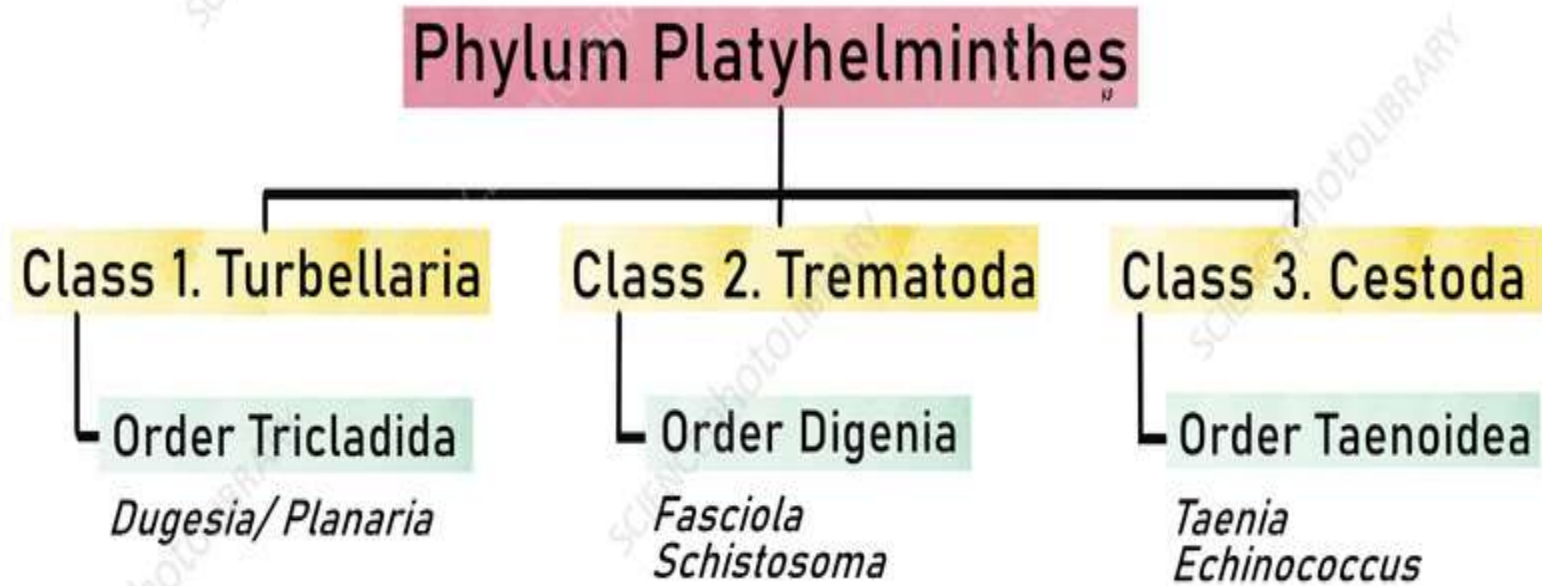 Phylum Platyhelminthes
Class 1. Turbellaria
Order Tricladida
Dugesia/ Planaria
Class 2. Trematoda
Order Digenia
Fasciola
Schistosoma
Class 3. Cestoda
Order Taenoidea
Taenia
Echinococcus
SCIENCEPHOTOLIBRARY